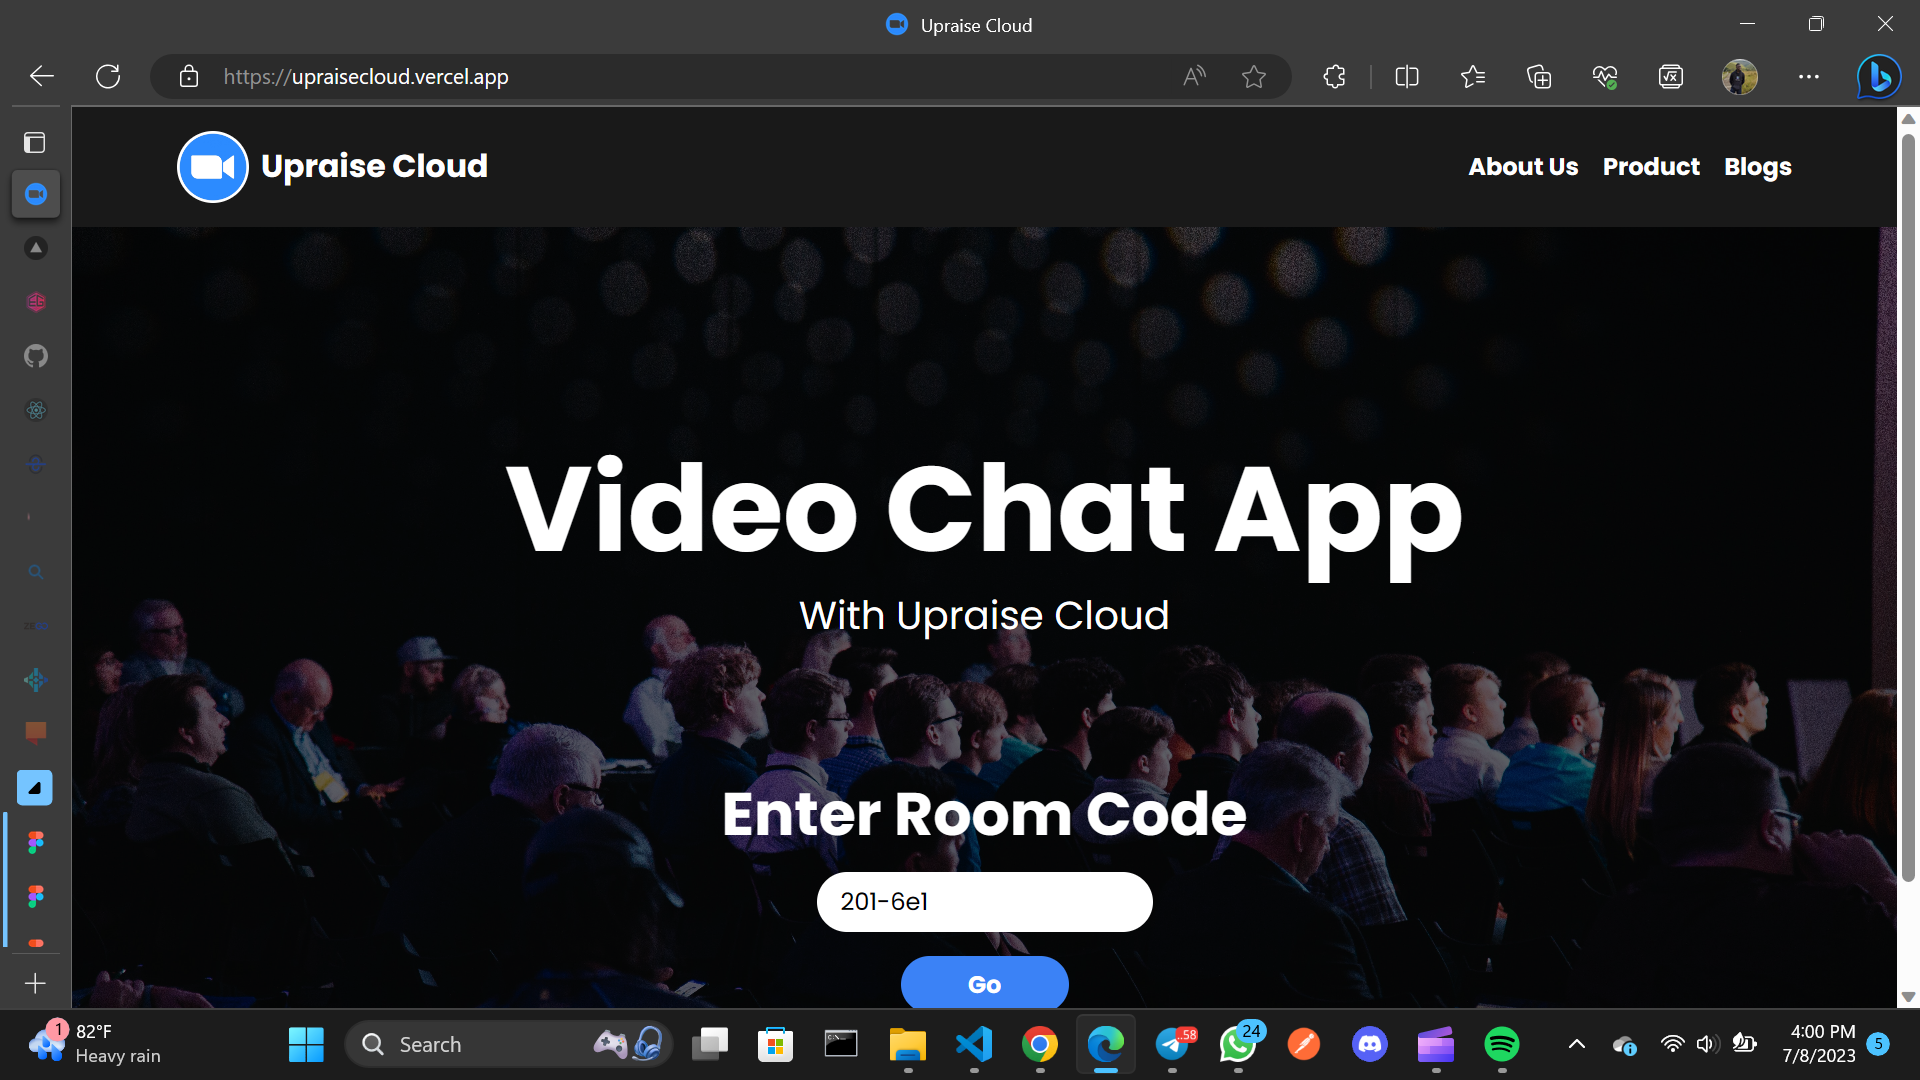 Upraise Cloud
https://upraisecloud.vercel.app
Upraise Cloud
About Us Product Blogs
Video Chat App
With Upraise Cloud
Enter Room Code
201-6e1
Go
1 82°F
Heavy rain
Search
..58
24
4:00 PM
7/8/2023
5